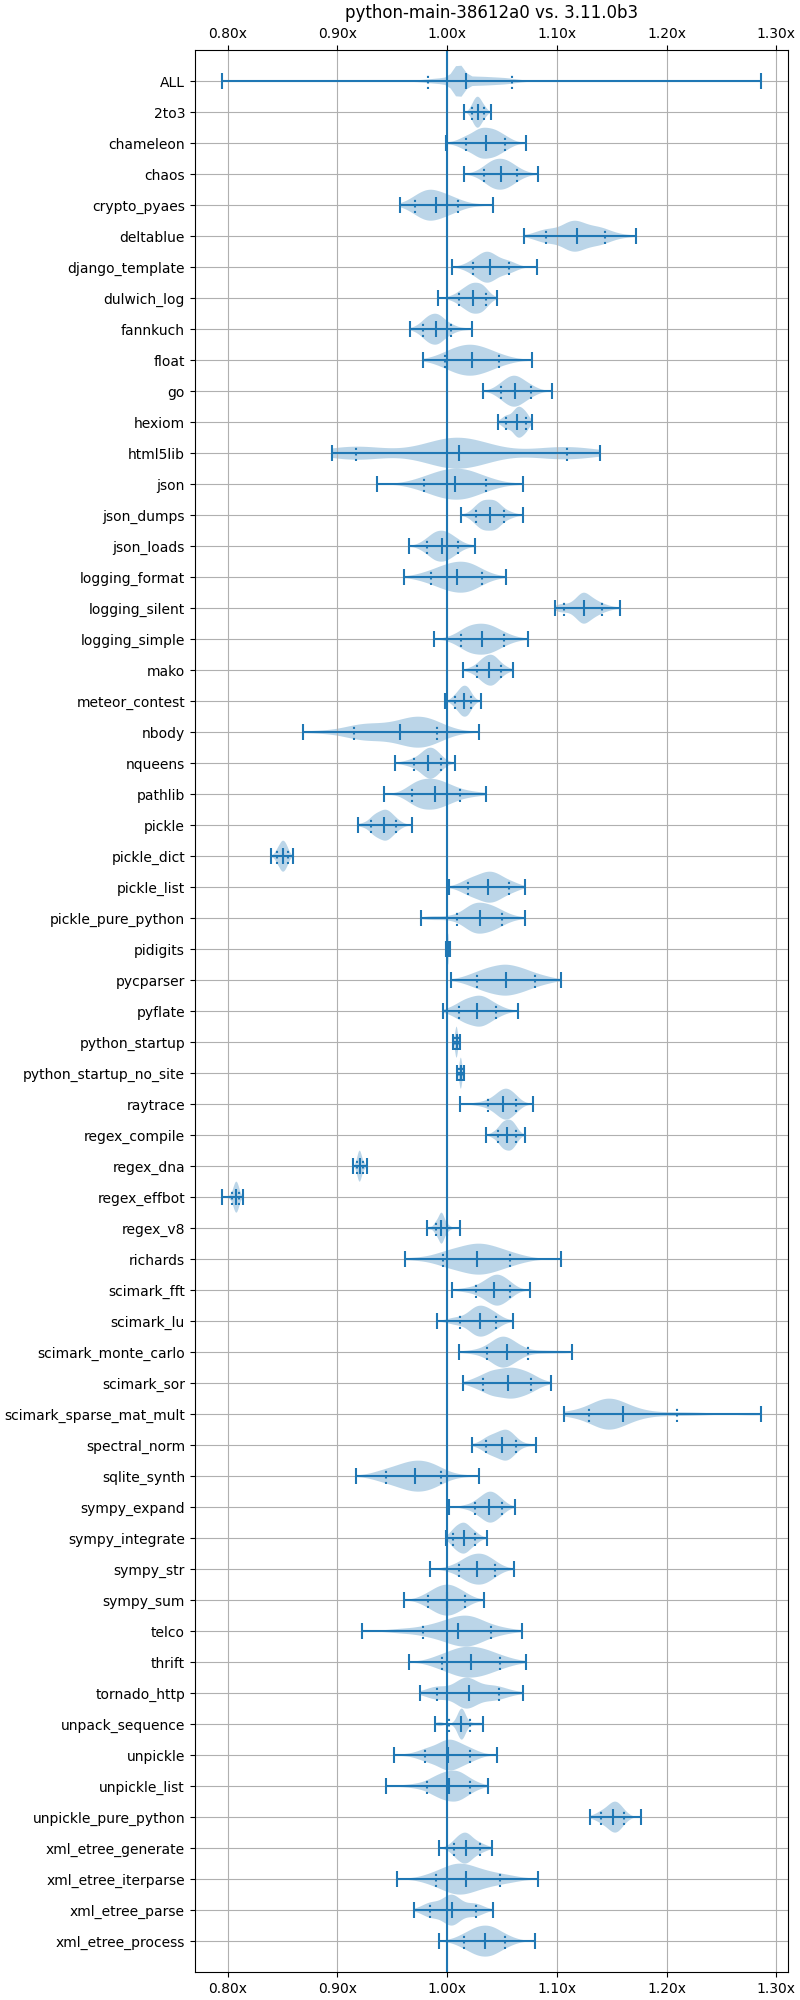 python-main-38612a0 vs. 3.11.0b3
0.80x 0.90x 1.00x 1.10x 1.20x 1.30x
ALL
2to3
chameleon
chaos
crypto_pyaes
deltablue
django_template
dulwich_log
fannkuch
float
go
hexiom
html5lib
json
json_dumps
json_loads
logging_format
logging_silent
logging_simple
mako
meteor_contest
nbody
nqueens
pathlib
pickle
pickle_dict
pickle_list
pickle_pure_python
pidigits
pycparser
pyflate
python_startup
python_startup_no_site
raytrace
regex_compile
regex_dna
regex_effbot
regex_v8
richards
scimark_fft
scimark_lu
scimark_monte_carlo
scimark_sor
scimark_sparse_mat_mult
spectral_norm
sqlite_synth
sympy_expand
sympy_integrate
sympy_str
sympy_sum
telco
thrift
tornado_http
unpack_sequence
unpickle
unpickle_list
unpickle_pure_python
xml_etree_generate
xml_etree_iterparse
xml_etree_parse
xml_etree_process
0.80x 0.90x 1.00x 1.10x 1.20x 1.30x